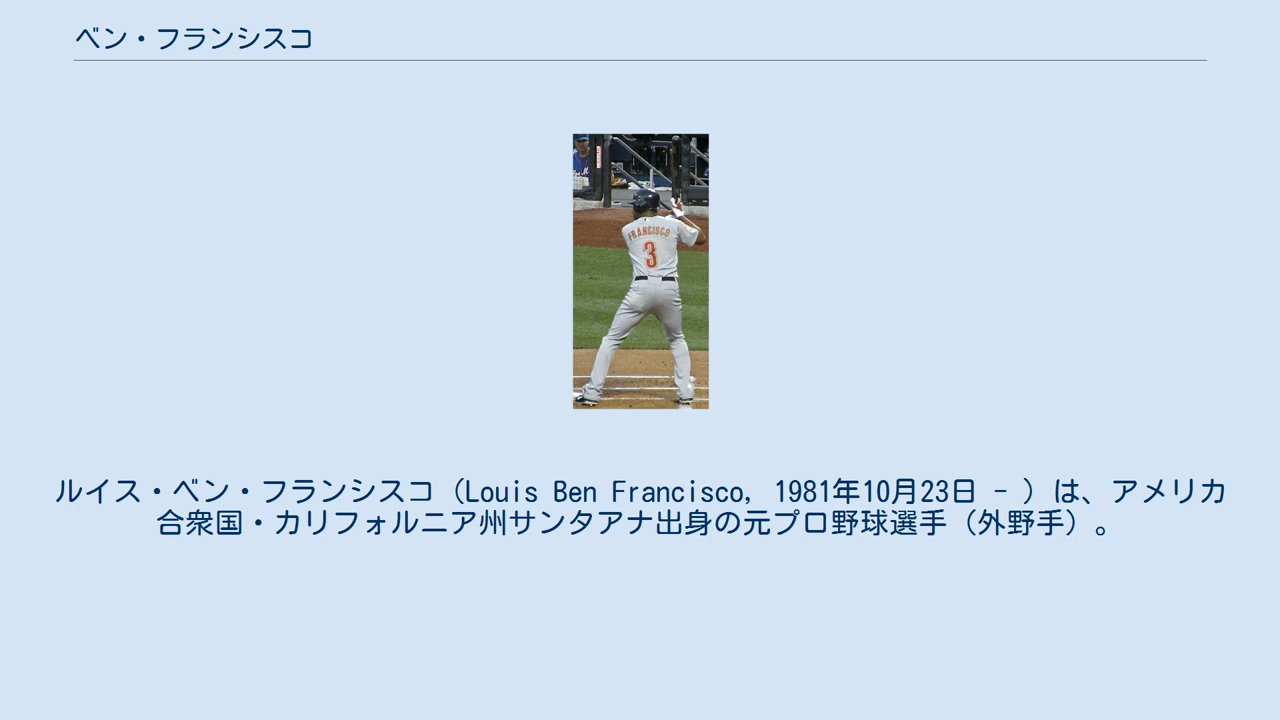 ベン・フランシスコ
FRANCISCO
3
ルイス・ベン・フランシスコ（Louis Ben Francisco, 1981年10月23日 - ）は、アメリカ
合衆国・カリフォルニア州サンタアナ出身の元プロ野球選手（外野手）。